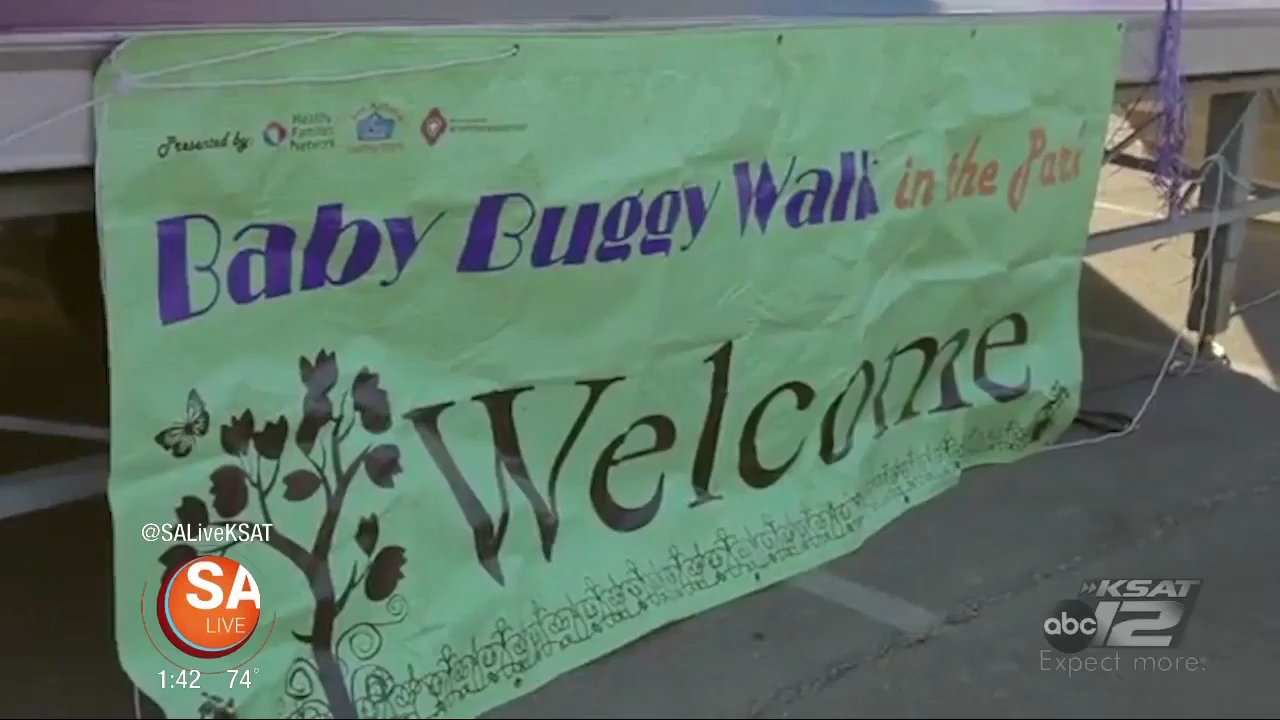 Presented by:
Healthy
Families
Network
Baby Buggy Walk in the Park
Welcome
@SALiveKSAT
SA
LIVE
1:42 74°
KSAT
abc 12
Expect more.